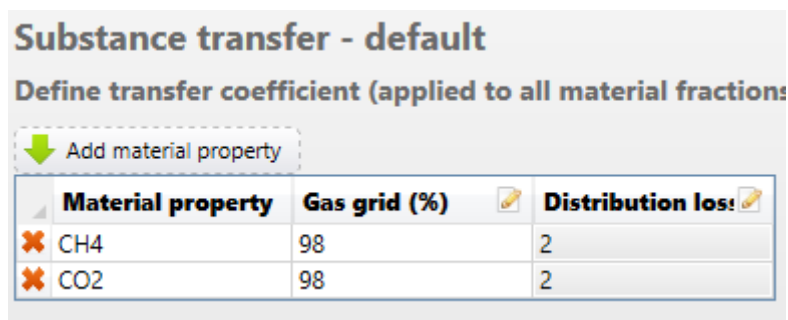 Substance transfer - default
Define transfer coefficient (applied to all material fractions
Add material property
Material property Gas grid (%) Distribution los
CH4 98 2
CO2 98 2